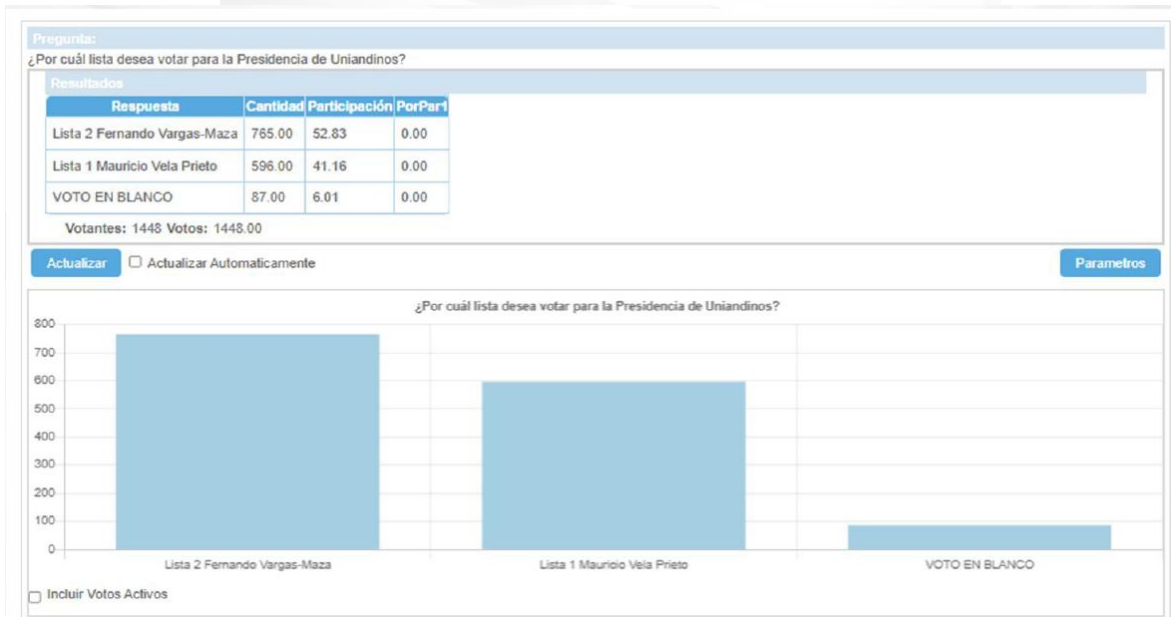 Pregunta:
¿Por cuál lista desea votar para la Presidencia de Uniandinos?
Resultados
Respuesta Cantidad Participación PorPar1
Lista 2 Fernando Vargas-Maza 765.00 52.83 0.00
Lista 1 Mauricio Vela Prieto 596.00 41.16 0.00
VOTO EN BLANCO 87.00 6.01 0.00
Votantes: 1448 Votos: 1448.00
Actualizar Actualizar Automaticamente Parametros
¿Por cuál lista desea votar para la Presidencia de Uniandinos?
800
700
600
500
400
300
200
100
0
Lista 2 Fernando Vargas-Maza Lista 1 Mauricio Vela Prieto VOTO EN BLANCO
Incluir Votos Activos